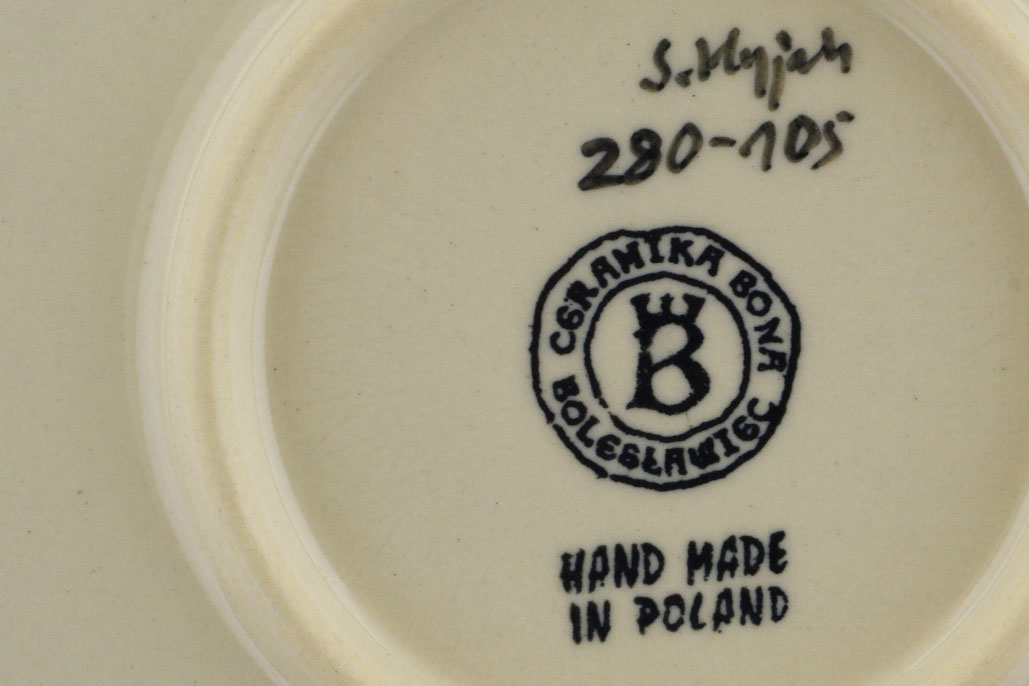 280-105
CERAMIKA BONA
B
BOLESŁAWIEC
HAND MADE
IN POLAND